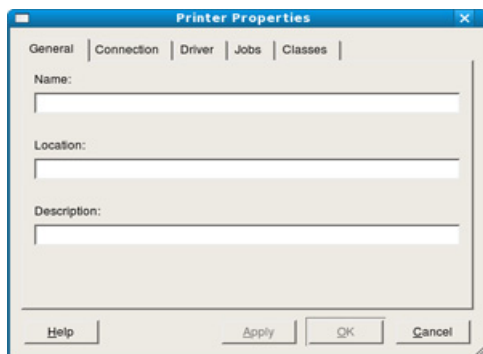 Printer Properties
General Connection Driver Jobs Classes
Name:
Location:
Description:
Help Apply OK Cancel